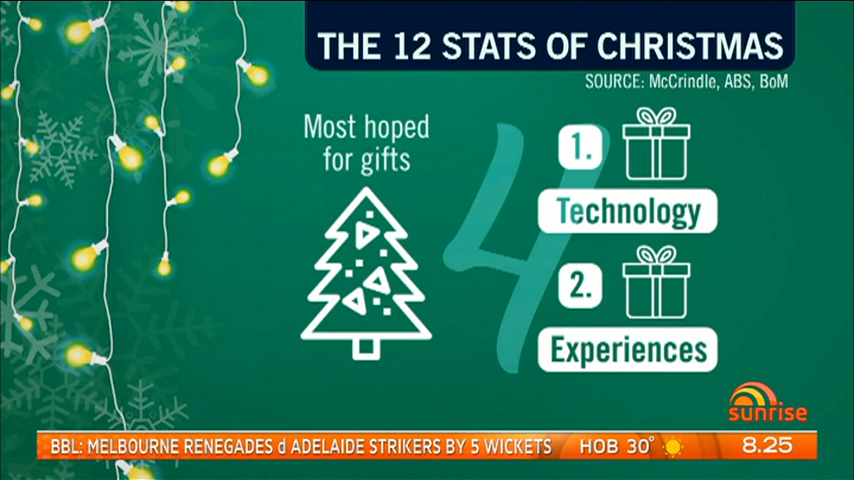 THE 12 STATS OF CHRISTMAS
SOURCE: McCrindle, ABS, BoM
Most hoped
for gifts
4
1.
Technology
2.
Experiences
sunrise
BBL: MELBOURNE RENEGADES d ADELAIDE STRIKERS BY 5 WICKETS HOB 30° 8.25